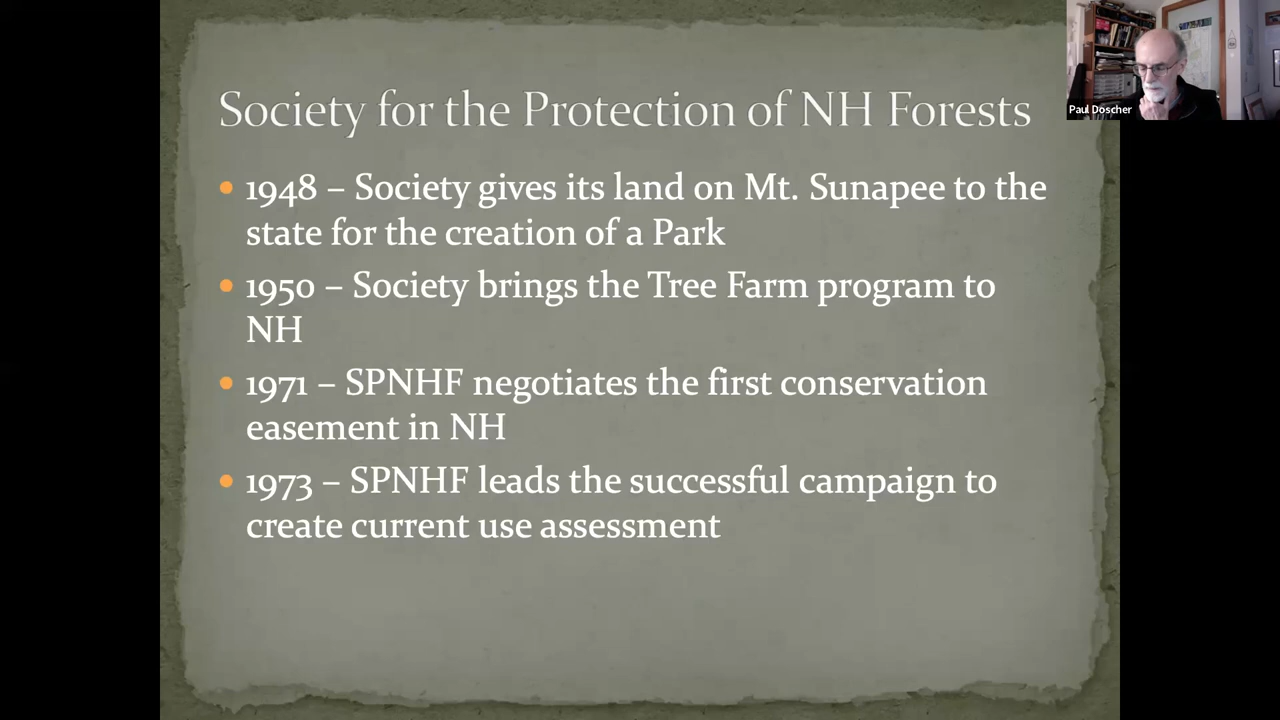 Society for the Protection of NH Forests
Paul Doscher
• 1948 – Society gives its land on Mt. Sunapee to the
state for the creation of a Park
• 1950 – Society brings the Tree Farm program to
NH
• 1971 – SPNHF negotiates the first conservation
easement in NH
• 1973 – SPNHF leads the successful campaign to
create current use assessment